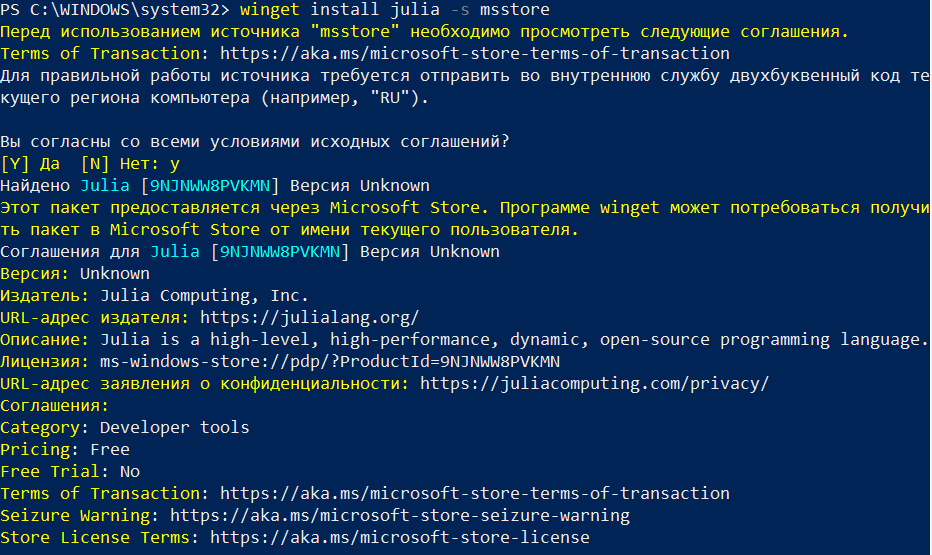 PS C:\WINDOWS\system32> winget install julia -s msstore
Перед использованием источника "msstore" необходимо просмотреть следующие соглашения.
Terms of Transaction: https://aka.ms/microsoft-store-terms-of-transaction
Для правильной работы источника требуется отправить во внутреннюю службу двухбуквенный код те
кущего региона компьютера (например, "RU").

Вы согласны со всеми условиями исходных соглашений?
[Y] Да  [N] Нет: y
Найдено Julia [9NJNWW8PVKMN] Версия Unknown
Этот пакет предоставляется через Microsoft Store. Программе winget может потребоваться получи
ть пакет в Microsoft Store от имени текущего пользователя.
Соглашения для Julia [9NJNWW8PVKMN] Версия Unknown
Версия: Unknown
Издатель: Julia Computing, Inc.
URL-адрес издателя: https://julialang.org/
Описание: Julia is a high-level, high-performance, dynamic, open-source programming language.
Лицензия: ms-windows-store://pdp/?ProductId=9NJNWW8PVKMN
URL-адрес заявления о конфиденциальности: https://juliacomputing.com/privacy/
Соглашения:
Category: Developer tools
Pricing: Free
Free Trial: No
Terms of Transaction: https://aka.ms/microsoft-store-terms-of-transaction
Seizure Warning: https://aka.ms/microsoft-store-seizure-warning
Store License Terms: https://aka.ms/microsoft-store-license